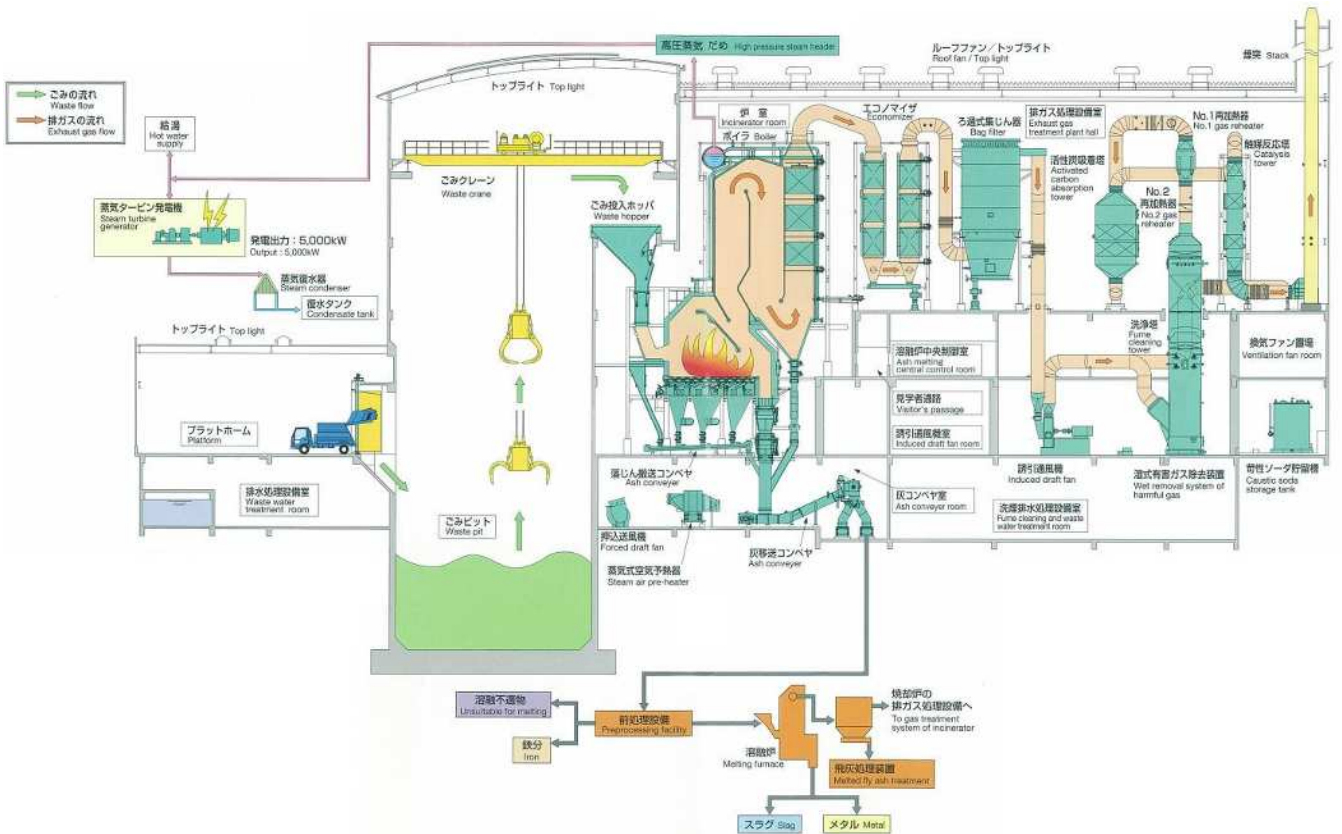 高圧蒸気だめ High pressure steam header
ルーフファン／トップライト
Roof fan / Top light
煙突 Stack
ごみの流れ
Waste flow
排ガスの流れ
Exhaust gas flow
トップライト Top light
給湯
Hot water
supply
炉室
Incinerator room
ボイラ Boiler
エコノマイザ
Economizer
ろ過式集じん器
Bag filter
排ガス処理設備室
Exhaust gas
treatment plant hall
No.1再加熱器
No.1 gas reheater
触媒反応塔
Catalysis
tower
活性炭吸着塔
Activated
carbon
absorption
tower
No.2
再加熱器
No.2 gas
reheater
ごみクレーン
Waste crane
ごみ投入ホッパ
Waste hopper
蒸気タービン発電機
Steam turbine
generator
発電出力：5,000kW
Output : 5,000kW
蒸気復水器
Steam condenser
復水タンク
Condensate tank
トップライト Top light
洗浄塔
Fume
cleaning
tower
換気ファン置場
Ventilation fan room
溶融炉中央制御室
Ash melting
central control room
見学者通路
Visitor's passage
誘引通風機室
Induced draft fan room
プラットホーム
Platform
落じん搬送コンベヤ
Ash conveyer
誘引通風機
Induced draft fan
湿式有害ガス除去装置
Wet removal system of
harmful gas
苛性ソーダ貯留槽
Caustic soda
storage tank
排水処理設備室
Waste water
treatment room
ごみピット
Waste pit
灰コンベヤ室
Ash conveyer room
洗煙排水処理設備室
Fume cleaning and waste
water treatment room
押込送風機
Forced draft fan
灰移送コンベヤ
Ash conveyer
蒸気式空気予熱器
Steam air pre-heater
溶融不適物
Unsuitable for melting
前処理設備
Preprocessing facility
鉄分
Iron
溶融炉
Melting furnace
焼却炉の
排ガス処理設備へ
To gas treatment
system of incinerator
飛灰処理装置
Melted fly ash treatment
スラグ Slag
メタル Metal